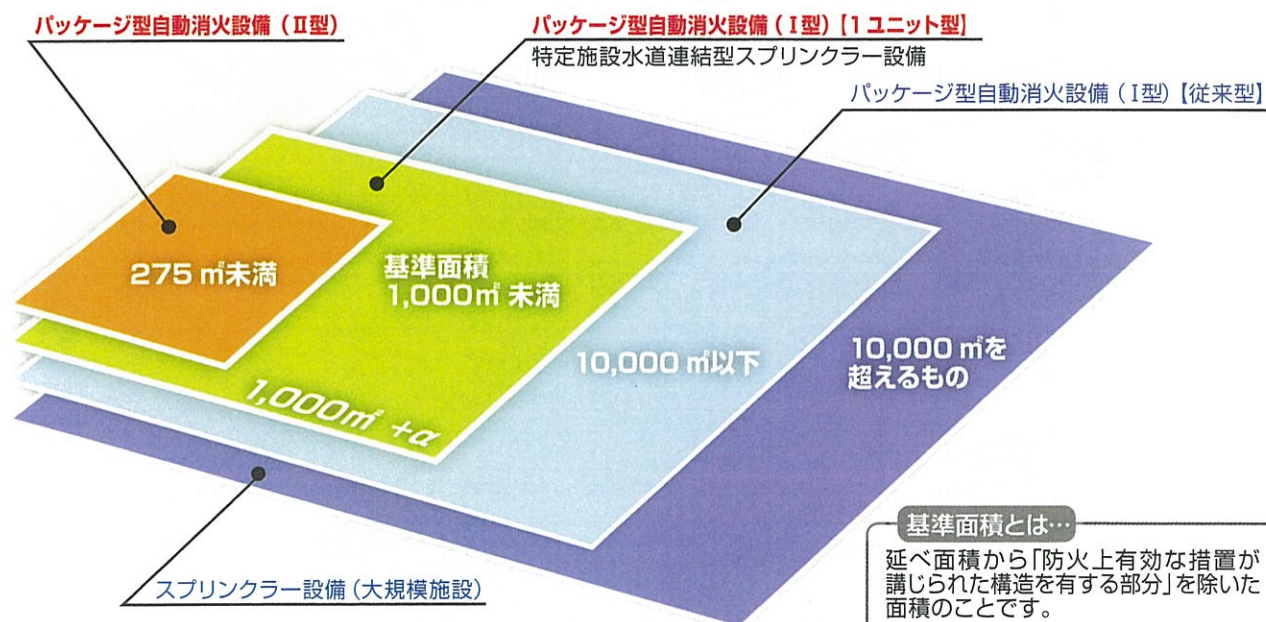 パッケージ型自動消火設備(Ⅱ型)
パッケージ型自動消火設備(Ⅰ型)【1ユニット型】
特定施設水道連結型スプリンクラー設備
パッケージ型自動消火設備(Ⅰ型)【従来型】
275㎡未満
基準面積
1,000㎡未満
1,000㎡+α
10,000㎡以下
10,000㎡を
超えるもの
スプリンクラー設備(大規模施設)
基準面積とは…
延べ面積から「防火上有効な措置が
講じられた構造を有する部分」を除いた
面積のことです。